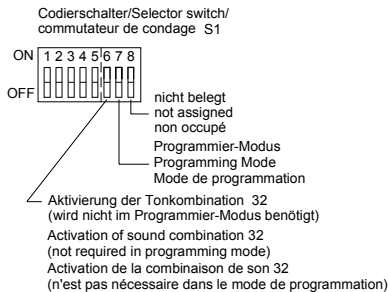 Codierschalter/Selector switch/
commutateur de condage S1
ON 1 2 3 4 5 6 7 8
OFF
nicht belegt
not assigned
non occupé
Programmier-Modus
Programming Mode
Mode de programmation
Aktivierung der Tonkombination 32
(wird nicht im Programmier-Modus benötigt)
Activation of sound combination 32
(not required in programming mode)
Activation de la combinaison de son 32
(n'est pas nécessaire dans le mode de programmation)